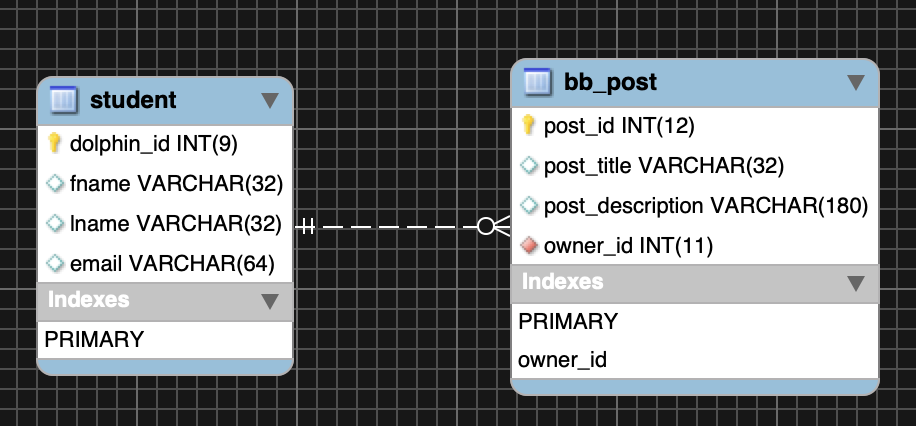 student
dolphin_id INT(9)
fname VARCHAR(32)
lname VARCHAR(32)
email VARCHAR(64)
Indexes
PRIMARY
bb_post
post_id INT(12)
post_title VARCHAR(32)
post_description VARCHAR(180)
owner_id INT(11)
Indexes
PRIMARY
owner_id